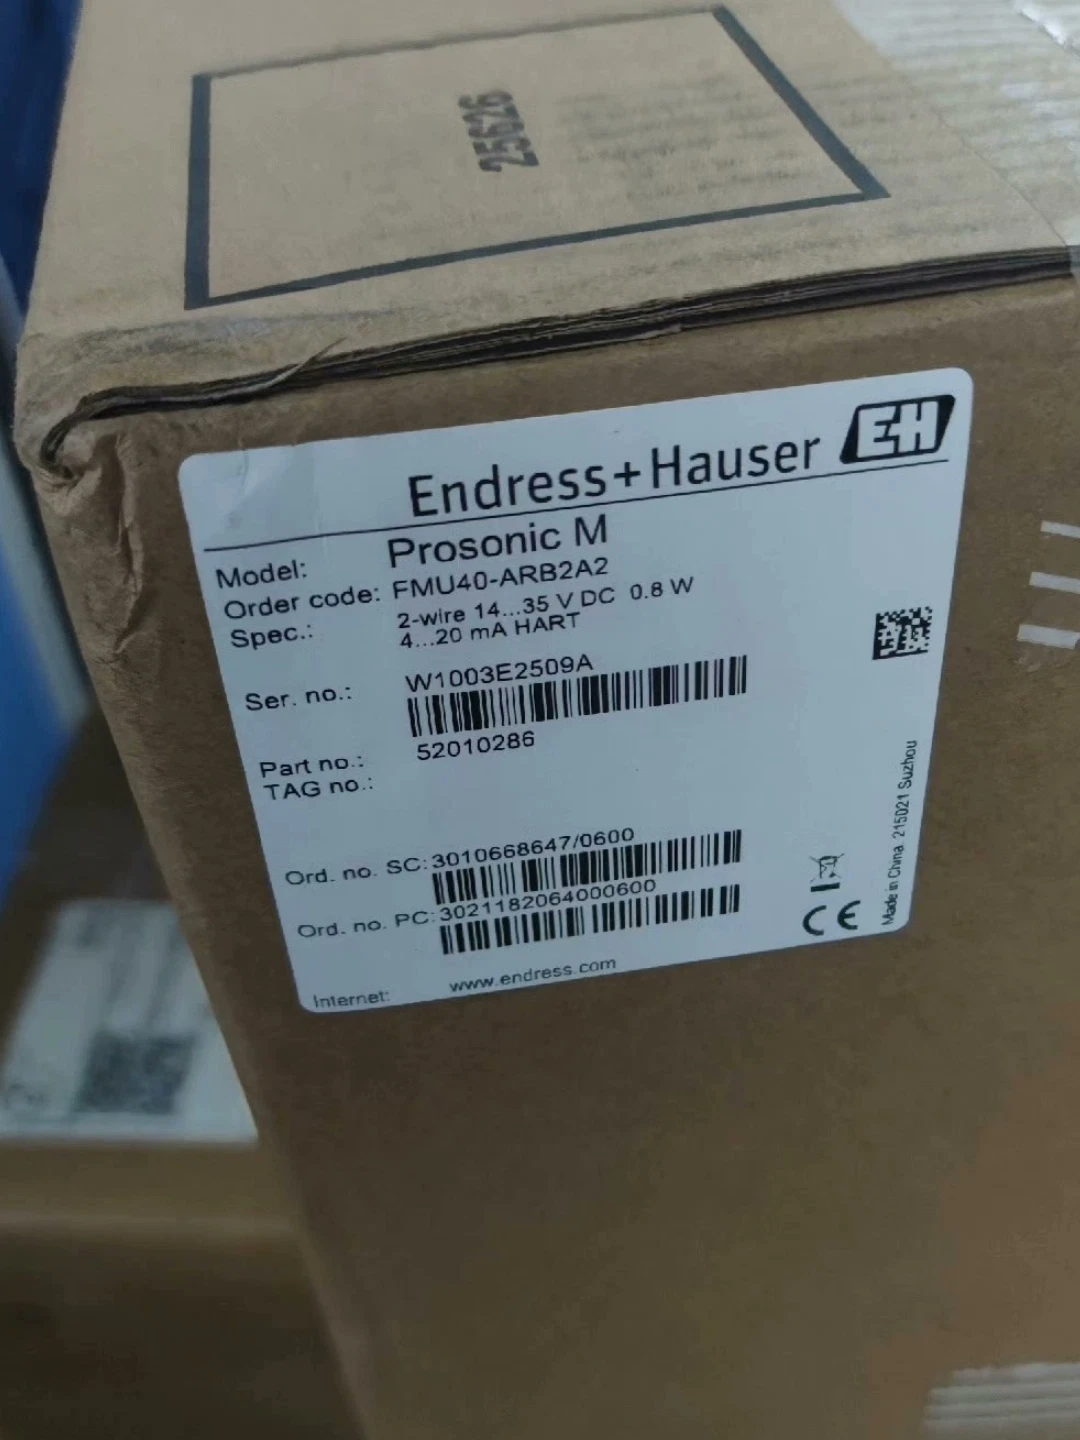 25626
Endress+Hauser EH
Model: Prosonic M
Order code: FMU40-ARB2A2
Spec.: 2-wire 14...35 V DC 0.8 W
4...20 mA HART
Ser. no.: W1003E2509A
Part no.: 52010286
TAG no.:
Ord. no. SC: 3010668647/0600
Ord. no. PC: 3021182064000600
Internet: www.endress.com
CE
Made in China, 215021 Suzhou